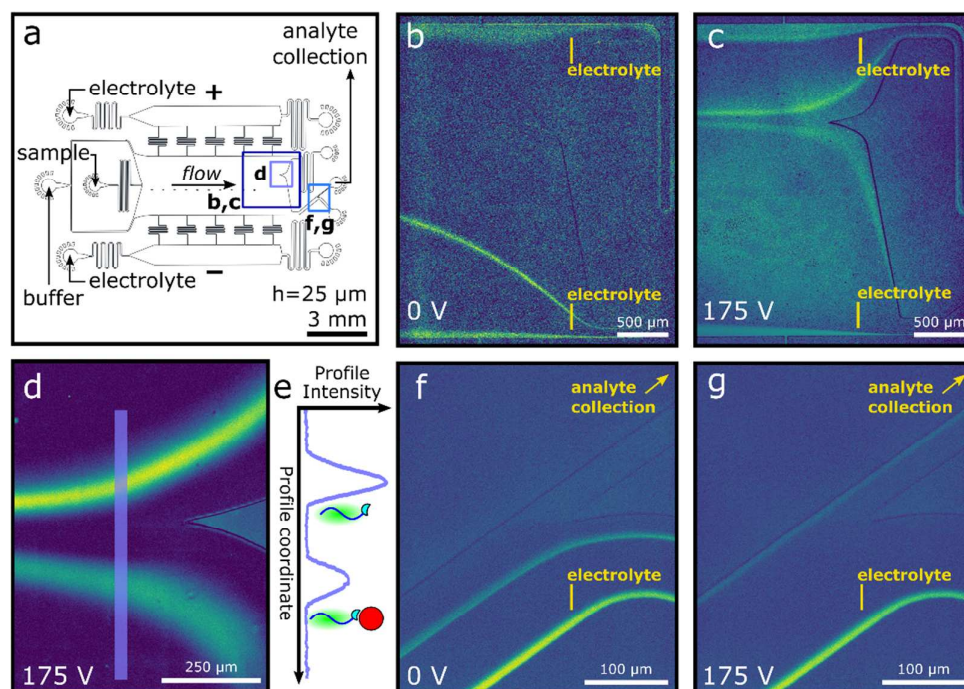 a
analyte
collection
electrolyte
+
sample
flow
d
b,c
f,g
electrolyte
−
buffer
h=25 µm
3 mm
b
electrolyte
electrolyte
0 V
500 µm
c
electrolyte
electrolyte
175 V
500 µm
d
175 V
250 µm
e
Profile
Intensity
Profile coordinate
f
analyte
collection
electrolyte
0 V
100 µm
g
analyte
collection
electrolyte
175 V
100 µm